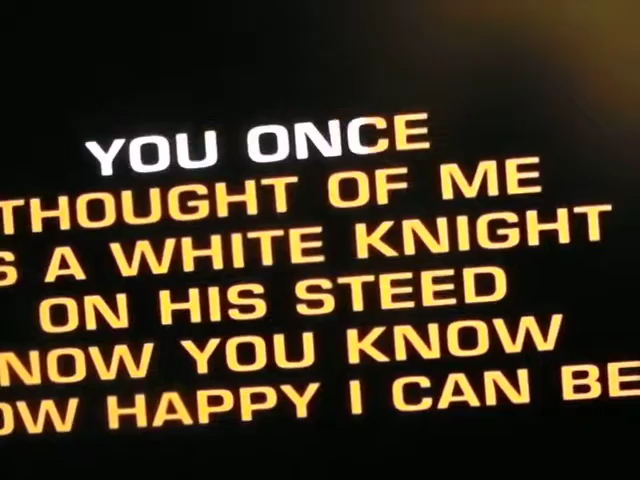 YOU ONCE
THOUGHT OF ME
S A WHITE KNIGHT
ON HIS STEED
NOW YOU KNOW
OW HAPPY I CAN BE